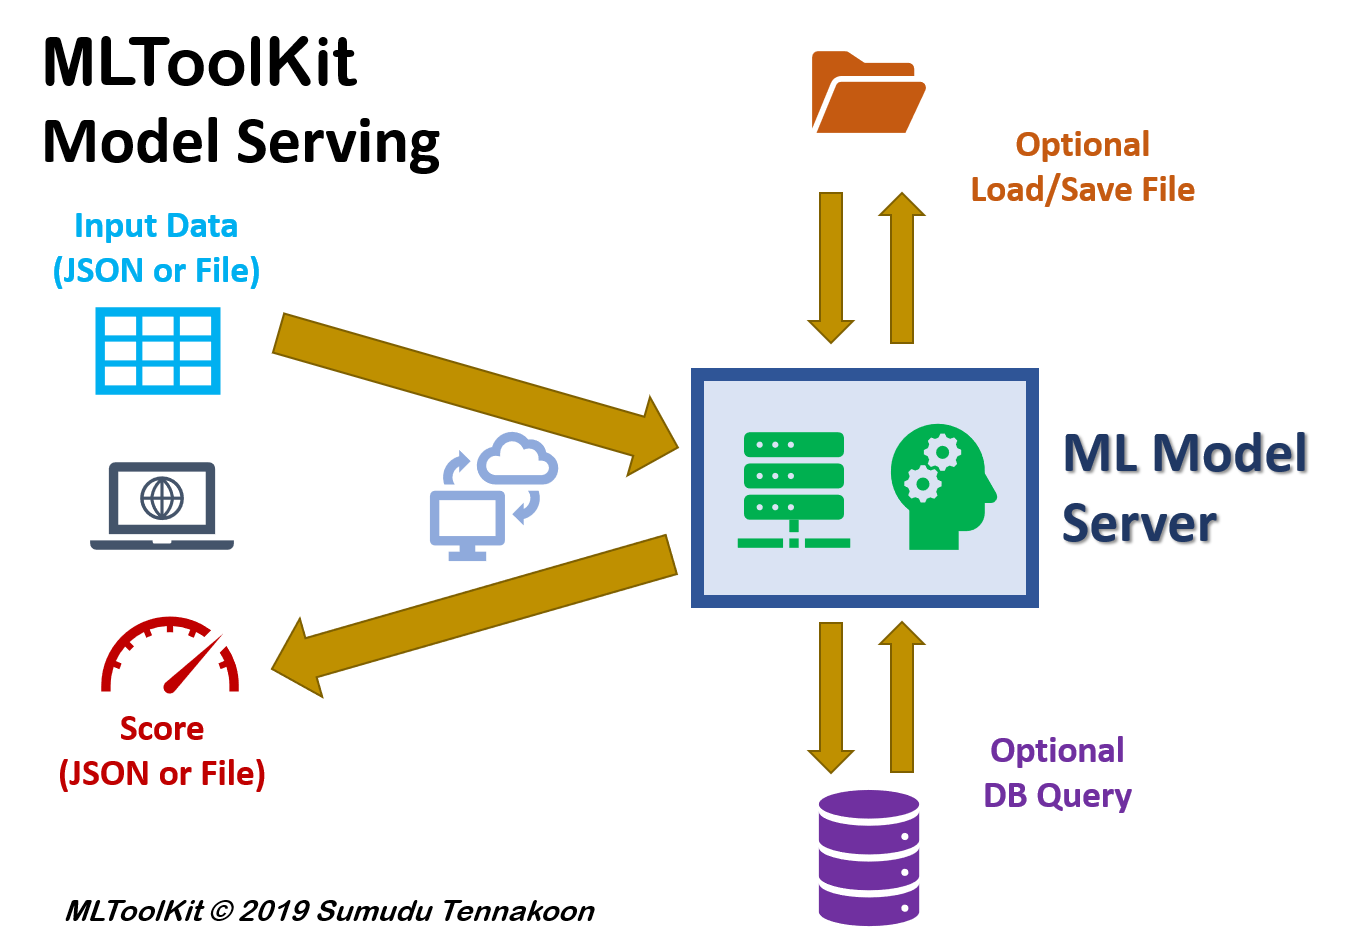 MLToolKit
Model Serving
Input Data
(JSON or File)
Optional
Load/Save File
ML Model
Server
Score
(JSON or File)
Optional
DB Query
MLToolKit © 2019 Sumudu Tennakoon